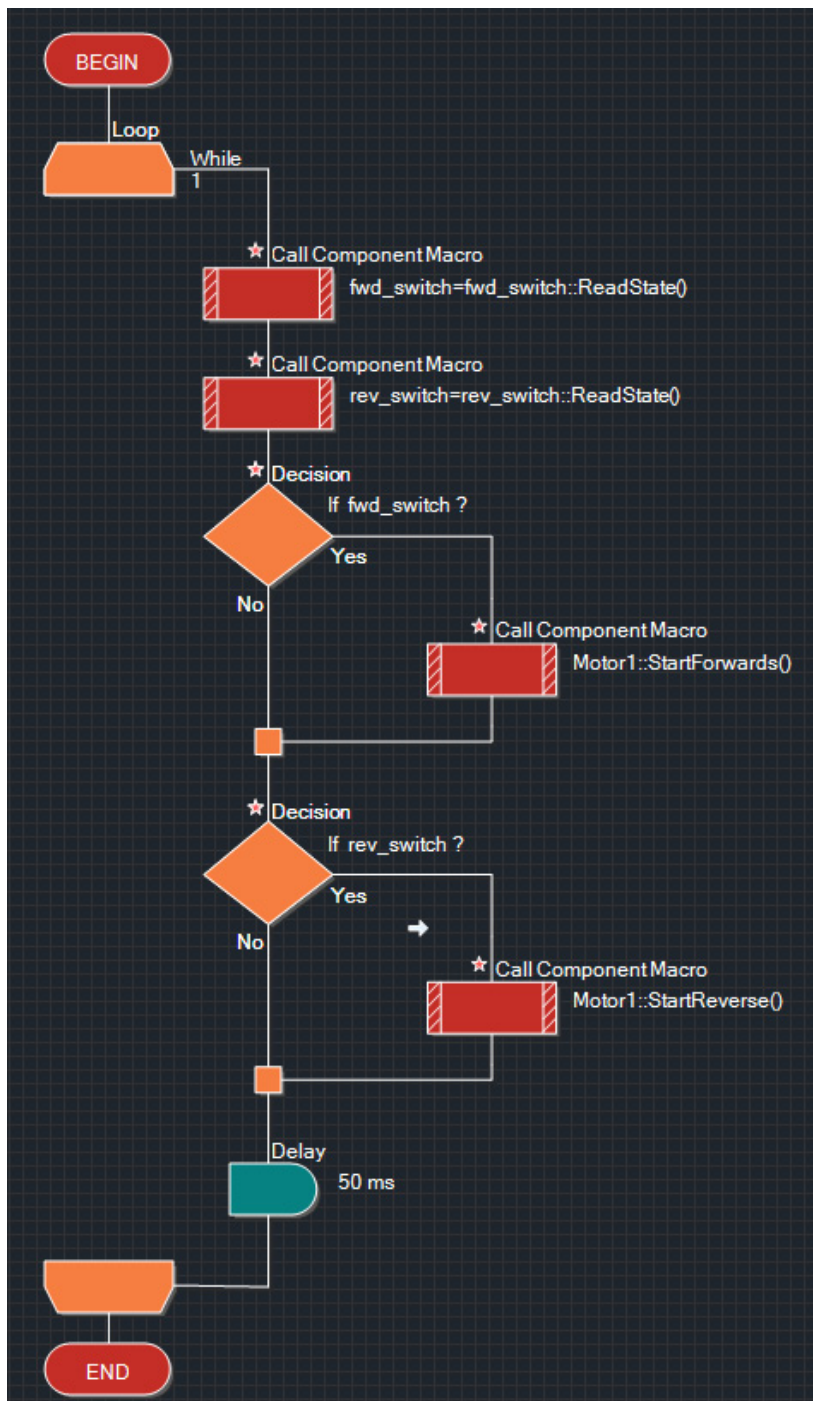 BEGIN
Loop
While
1
Call Component Macro
fwd_switch=fwd_switch::ReadState()
Call Component Macro
rev_switch=rev_switch::ReadState()
Decision
If fwd_switch ?
Yes
No
Call Component Macro
Motor1::StartForwards()
Decision
If rev_switch ?
Yes
No
Call Component Macro
Motor1::StartReverse()
Delay
50 ms
END